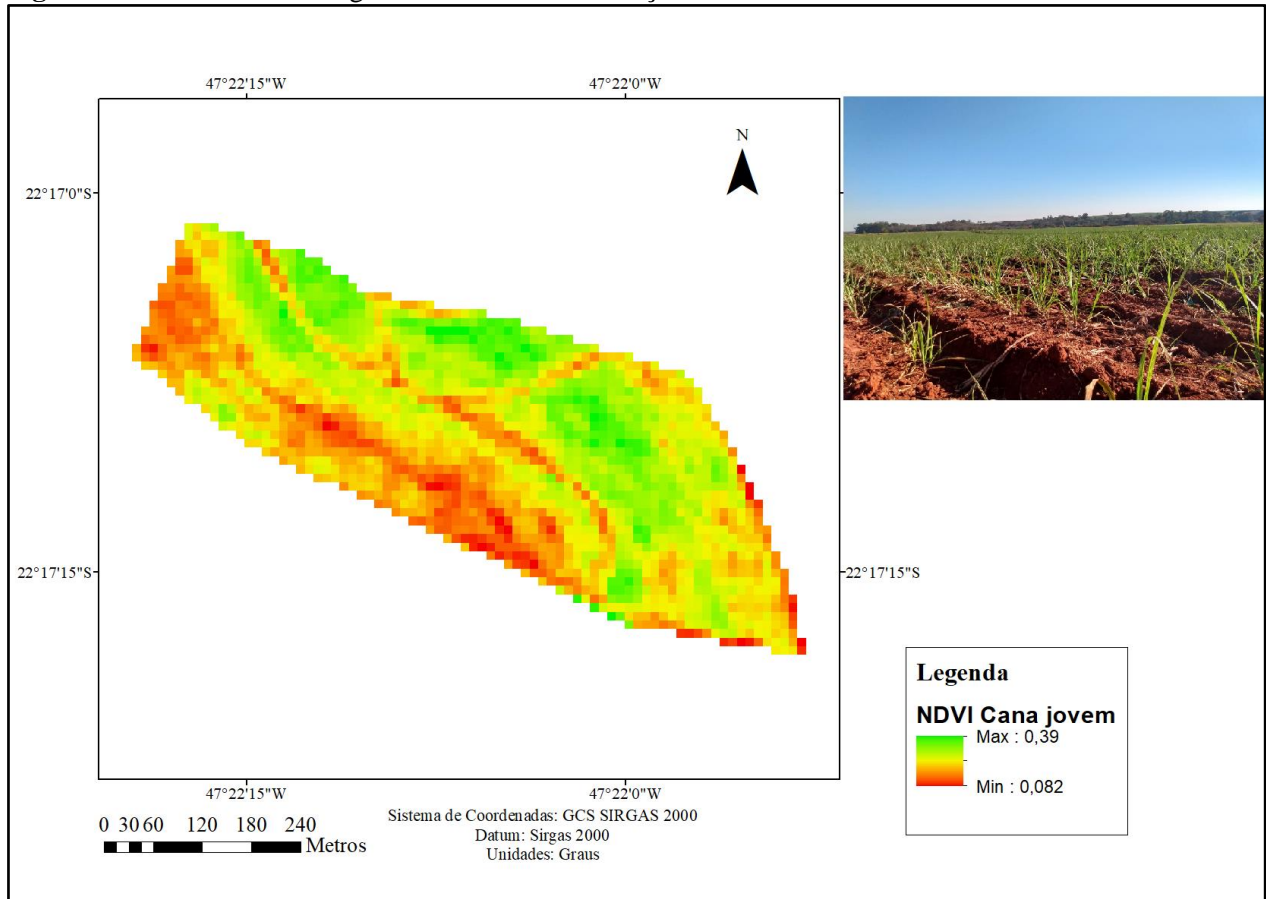 47°22'15"W 47°22'0"W
N
22°17'0"S
22°17'15"S 22°17'15"S
Legenda
NDVI Cana jovem
Max : 0,39
Min : 0,082
47°22'15"W 47°22'0"W
0 30 60 120 180 240
Metros
Sistema de Coordenadas: GCS SIRGAS 2000
Datum: Sirgas 2000
Unidades: Graus